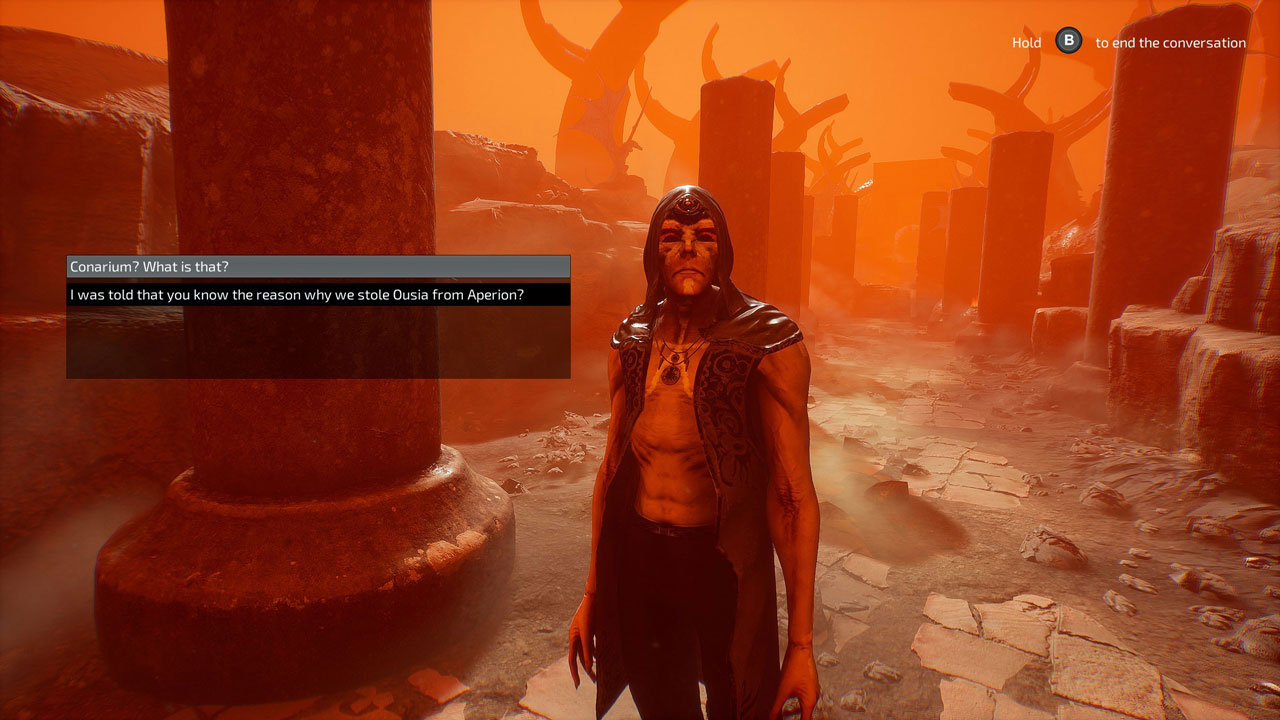 Hold B to end the conversation
Conarium? What is that?
I was told that you know the reason why we stole Ousia from Aperion?